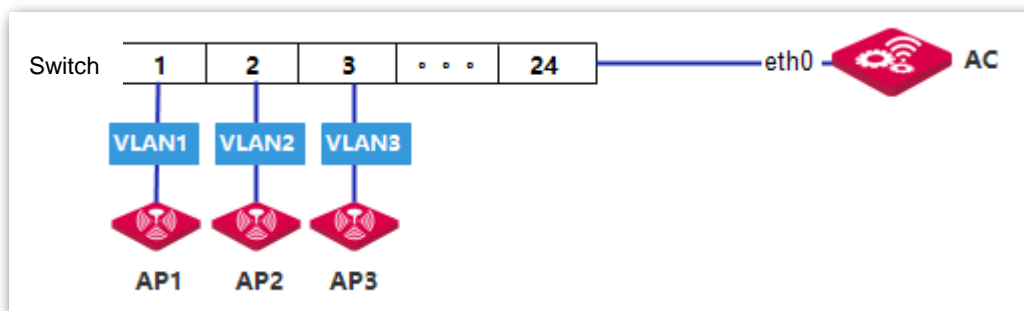 Switch 1 2 3 ∘ ∘ ∘ 24 eth0 AC
VLAN1 VLAN2 VLAN3
AP1 AP2 AP3